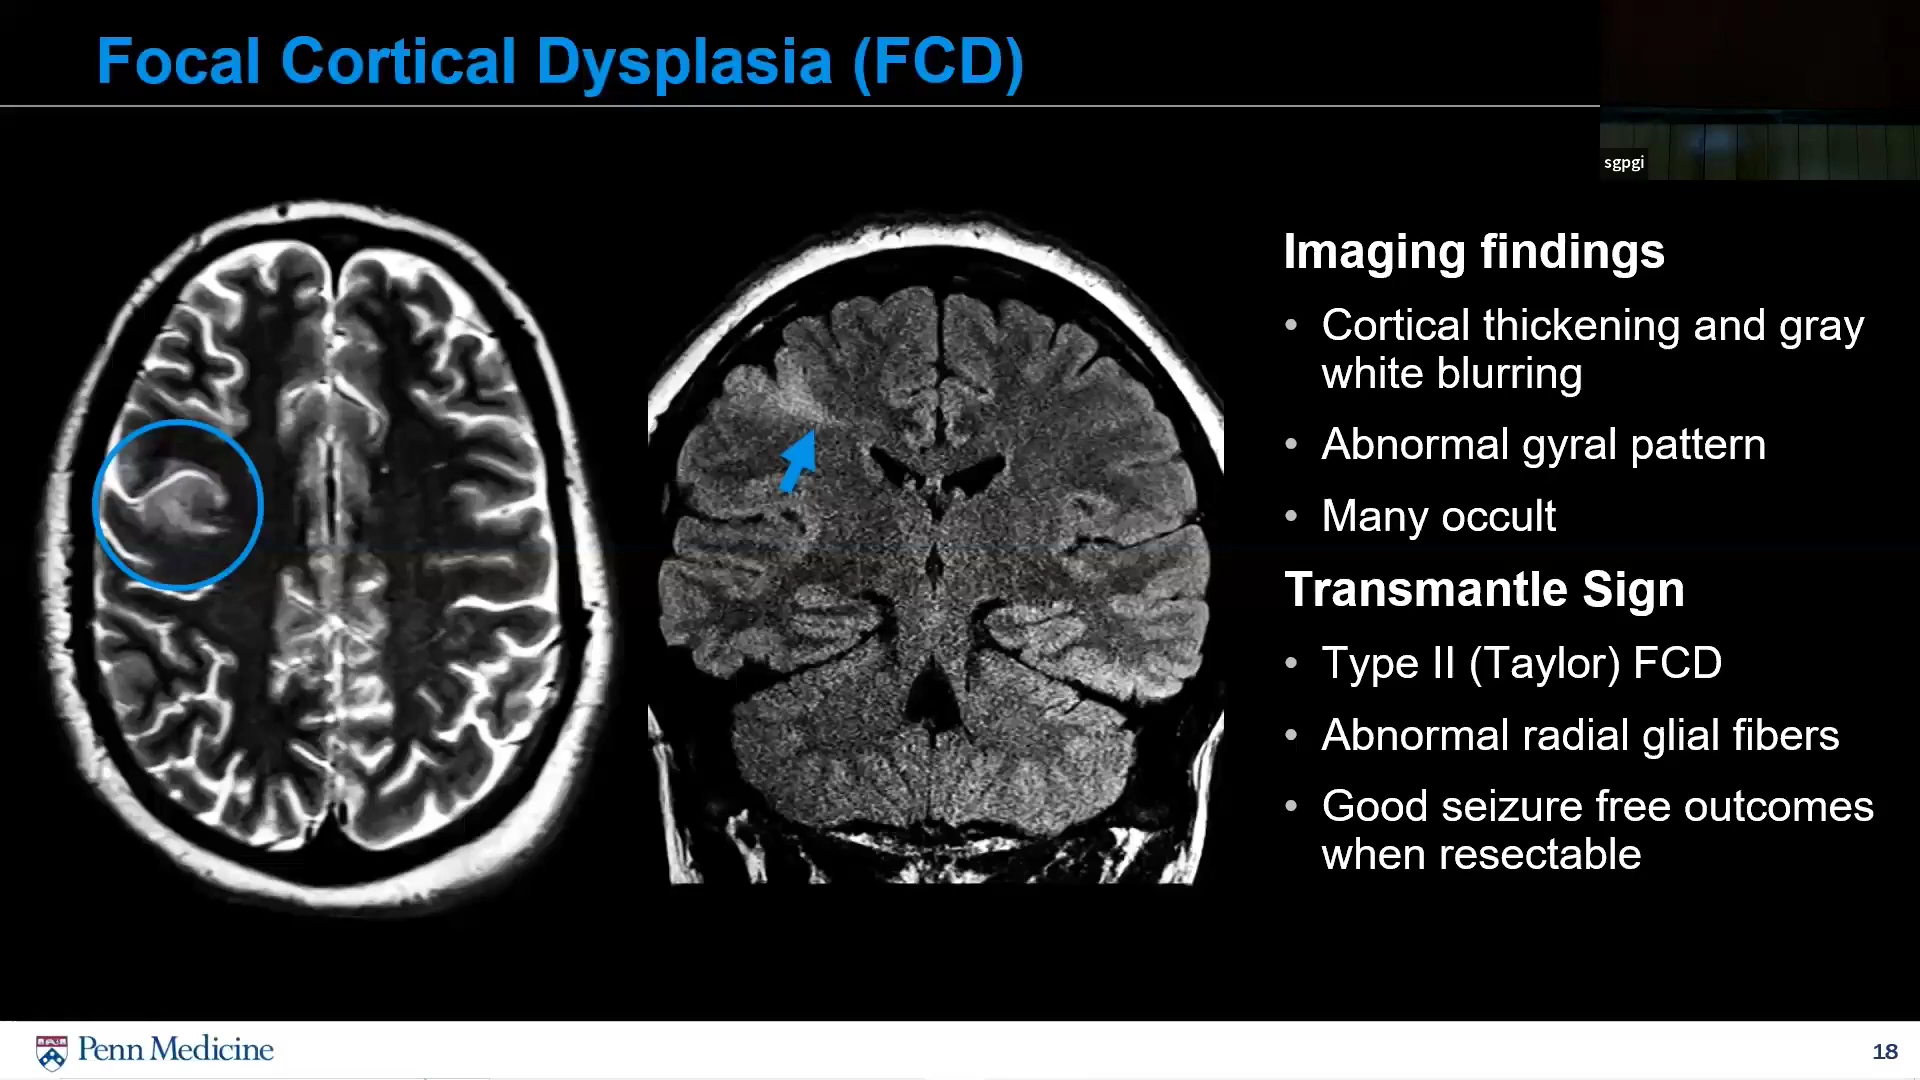 Focal Cortical Dysplasia (FCD)
sgpgi
Imaging findings
• Cortical thickening and gray
white blurring
• Abnormal gyral pattern
• Many occult
Transmantle Sign
• Type II (Taylor) FCD
• Abnormal radial glial fibers
• Good seizure free outcomes
when resectable
Penn Medicine
18